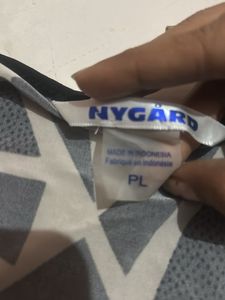 NYGÅRD
MADE IN INDONESIA
Fabriqué en Indonésie
PL